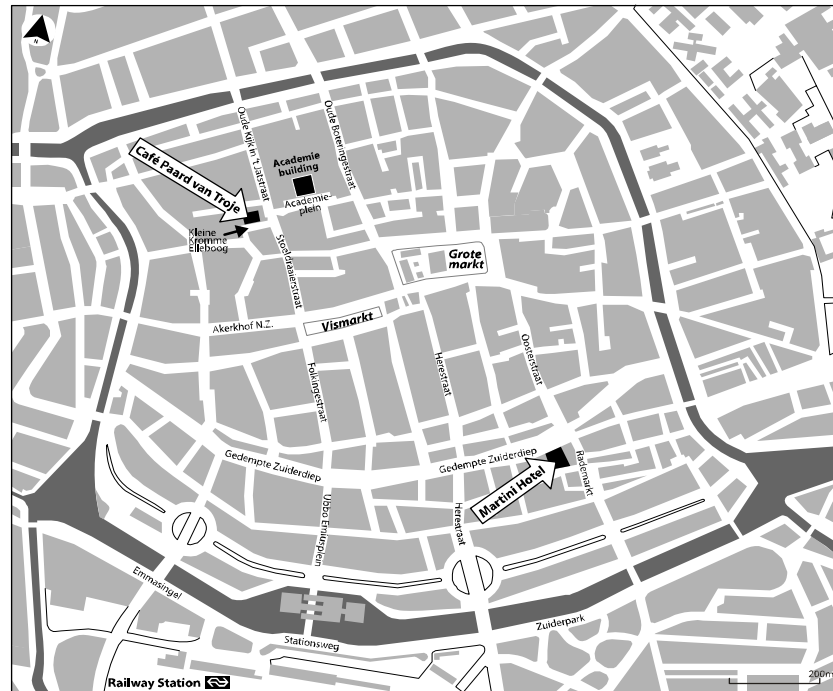 N
Oude Kijk in 't Jatstraat
Oude Boteringestraat
Café Paard van Troje
Academie
building
Academie-
plein
Kleine
Kromme
Elleboog
Stoeldraaierstraat
Grote
markt
Akerkhof N.Z.
Vismarkt
Folkingestraat
Herestraat
Oosterstraat
Gedempte Zuiderdiep
Gedempte Zuiderdiep
Rademarkt
Martini Hotel
Ubbo Emiusplein
Herestraat
Emmasingel
Zuiderpark
Stationsweg
Railway Station
200m